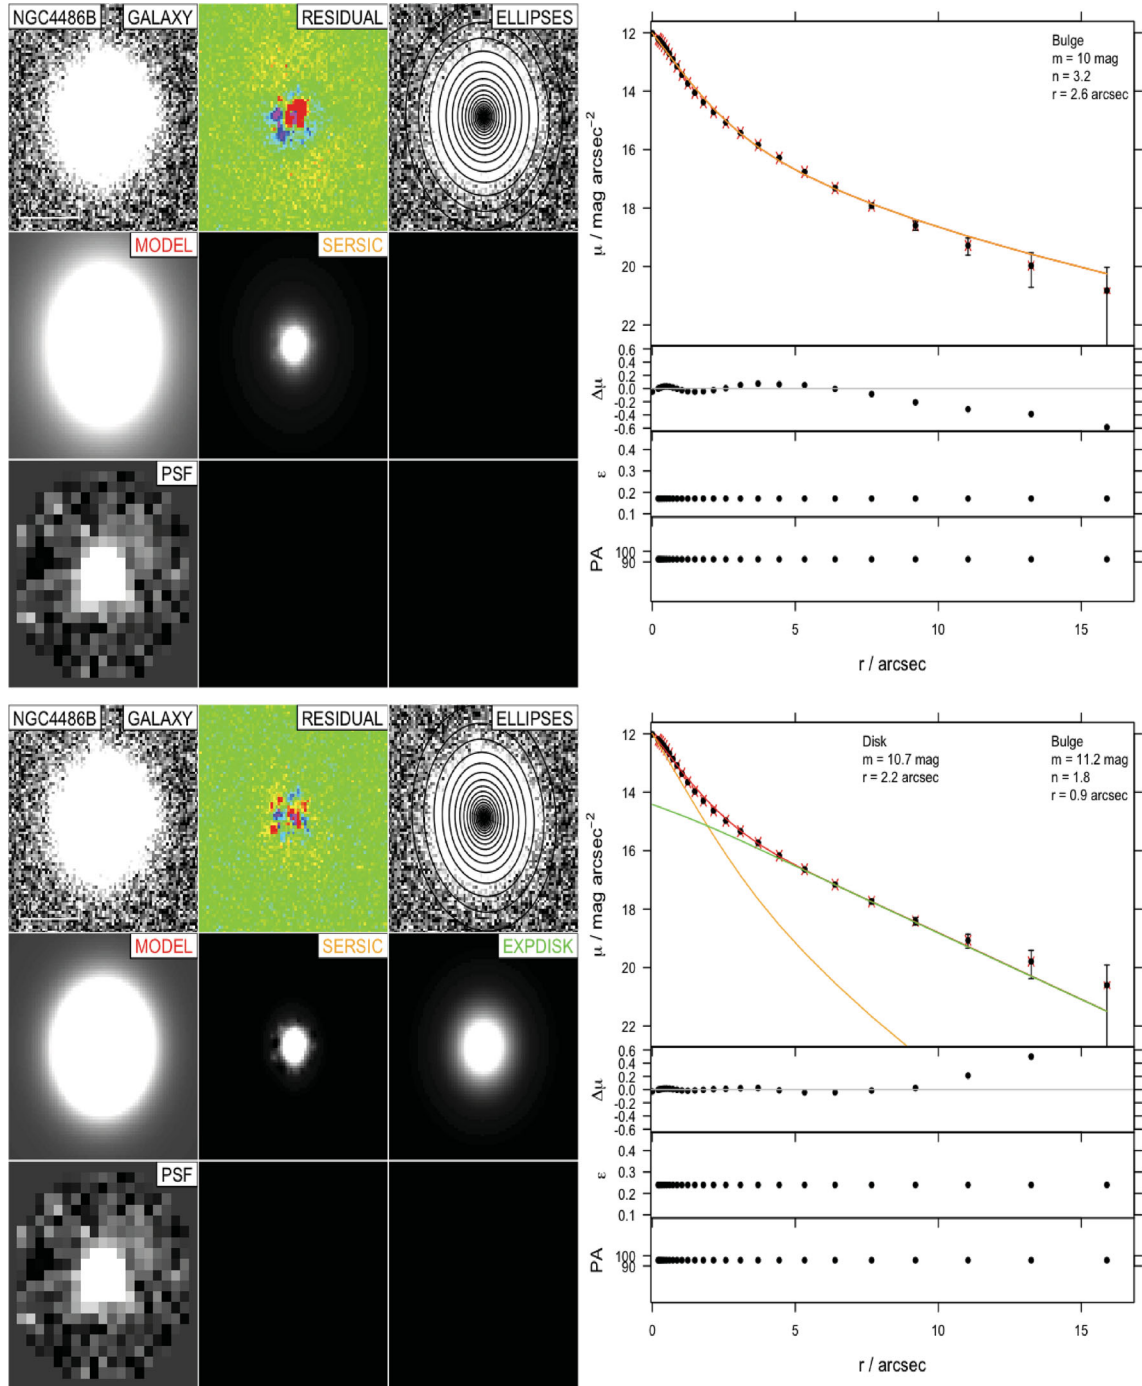 NGC4486B GALAXY RESIDUAL ELLIPSES
MODEL SERSIC
PSF
12
14
16
18
20
22
μ / mag arcsec−2
Bulge
m = 10 mag
n = 3.2
r = 2.6 arcsec
0.6
0.4
0.2
0.0
-0.2
-0.4
-0.6
Δμ
0.4
0.3
0.2
0.1
ε
100
90
PA
0 5 10 15
r / arcsec
NGC4486B GALAXY RESIDUAL ELLIPSES
MODEL SERSIC EXPDISK
PSF
12
14
16
18
20
22
μ / mag arcsec−2
Disk
m = 10.7 mag
r = 2.2 arcsec
Bulge
m = 11.2 mag
n = 1.8
r = 0.9 arcsec
0.6
0.4
0.2
0.0
-0.2
-0.4
-0.6
Δμ
0.4
0.3
0.2
0.1
ε
100
90
PA
0 5 10 15
r / arcsec